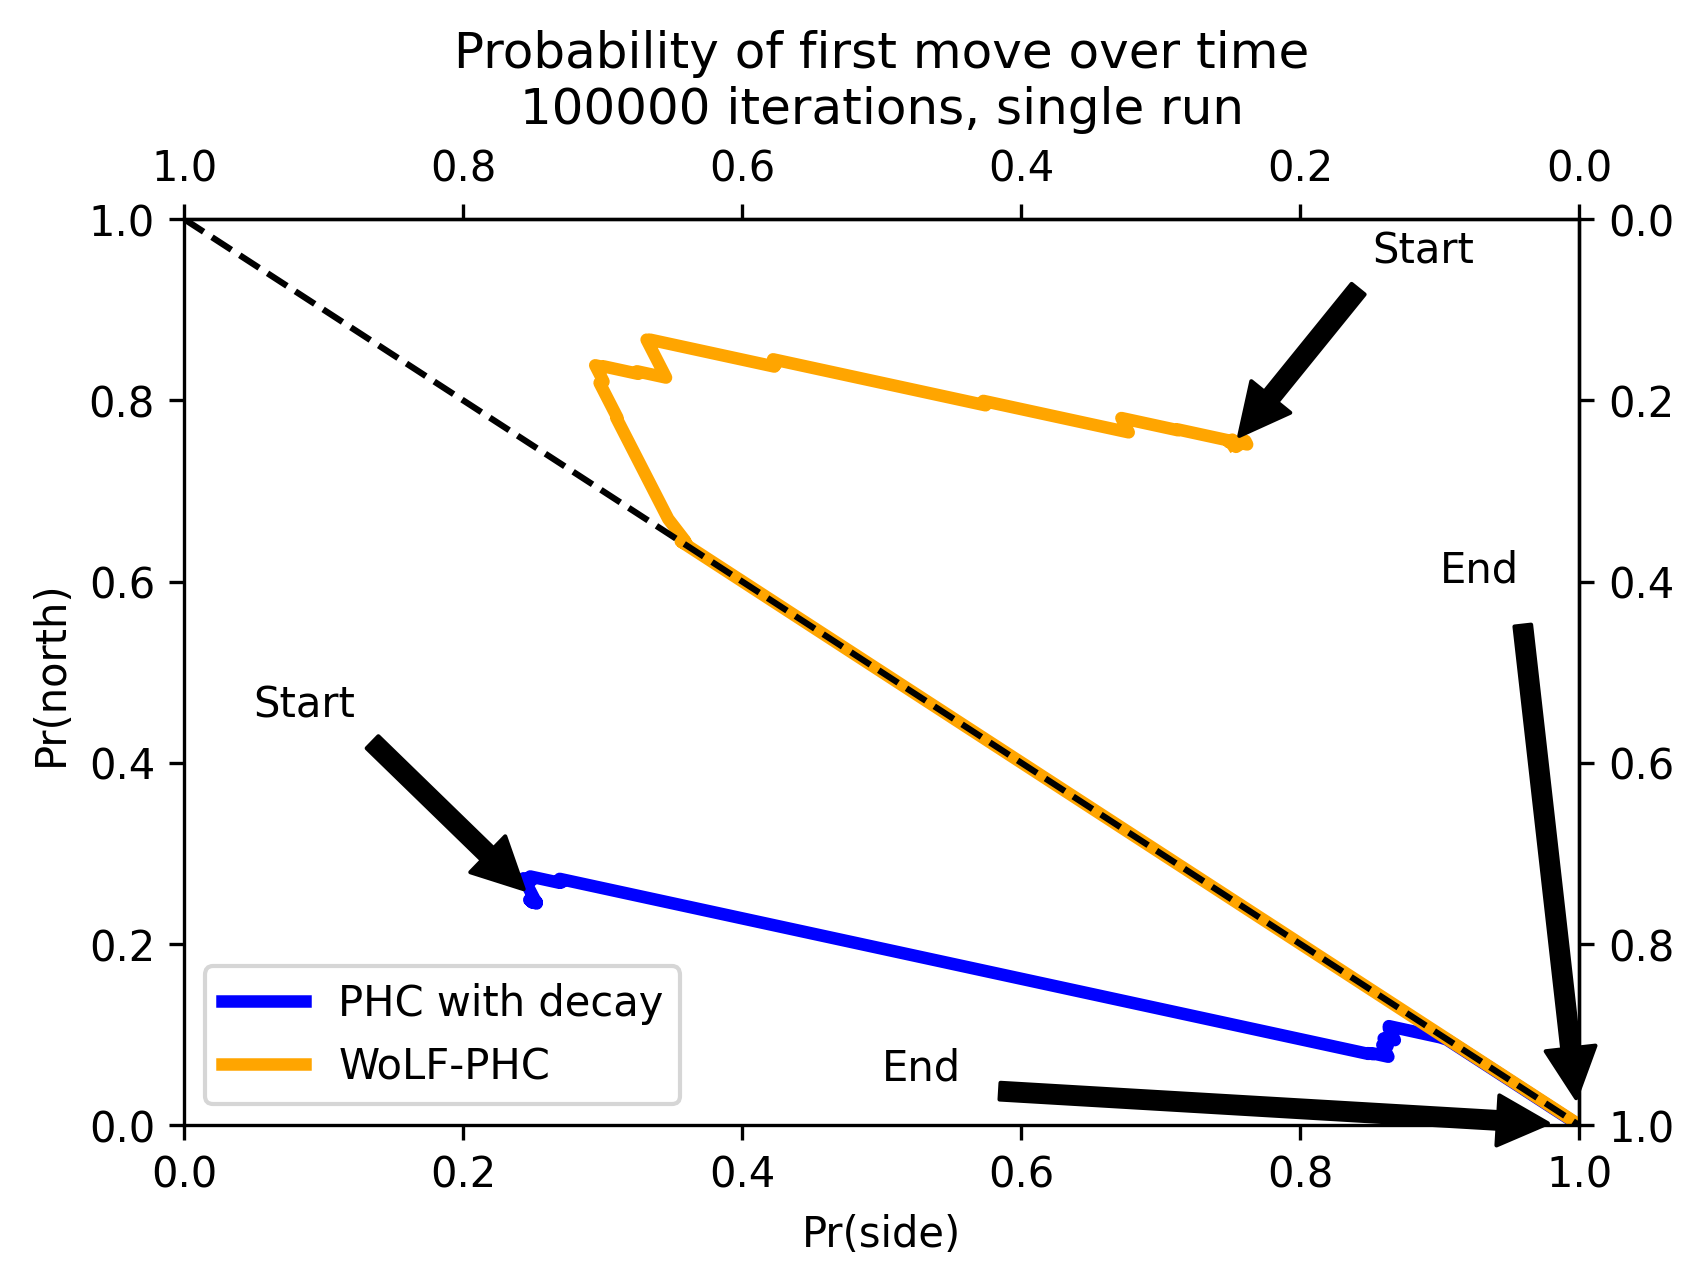 Probability of first move over time
100000 iterations, single run
1.0 0.8 0.6 0.4 0.2 0.0
1.0 0.0
Start
0.8 0.2
End
0.6 0.4
Pr(north)
Start
0.4 0.6
0.2 0.8
PHC with decay
WoLF-PHC
End
0.0 1.0
0.0 0.2 0.4 0.6 0.8 1.0
Pr(side)